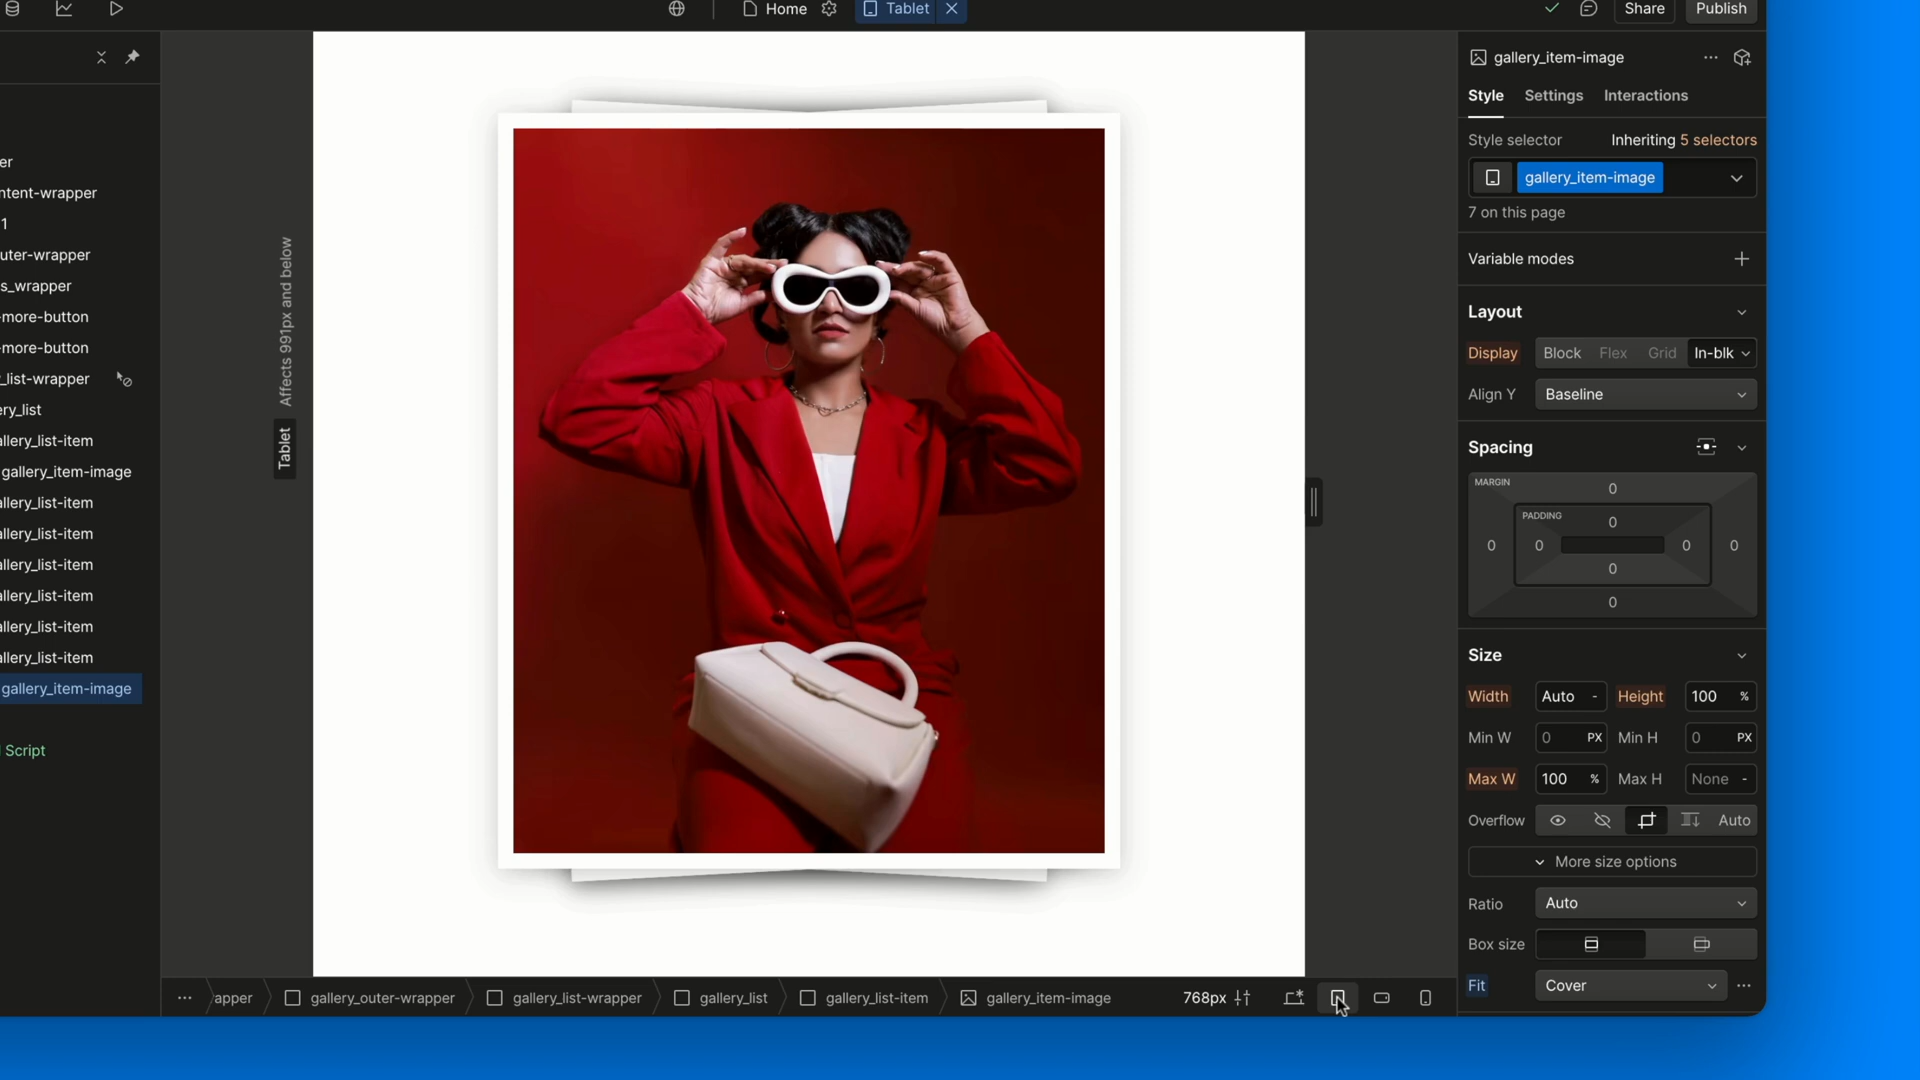 Home
Tablet
Share
Publish
er
ntent-wrapper
1
uter-wrapper
s_wrapper
-more-button
-more-button
_list-wrapper
ery_list
allery_list-item
gallery_item-image
allery_list-item
allery_list-item
allery_list-item
allery_list-item
allery_list-item
allery_list-item
gallery_item-image
Script
Tablet Affects 991px and below
gallery_item-image
Style Settings Interactions
Style selector Inheriting 5 selectors
gallery_item-image
7 on this page
Variable modes
Layout
Display Block Flex Grid In-blk
Align Y Baseline
Spacing
MARGIN
0
PADDING
0
0 0 0 0
0
0
Size
Width Auto - Height 100 %
Min W 0 PX Min H 0 PX
Max W 100 % Max H None -
Overflow Auto
More size options
Ratio Auto
Box size
Fit Cover
... apper gallery_outer-wrapper gallery_list-wrapper gallery_list gallery_list-item gallery_item-image 768px